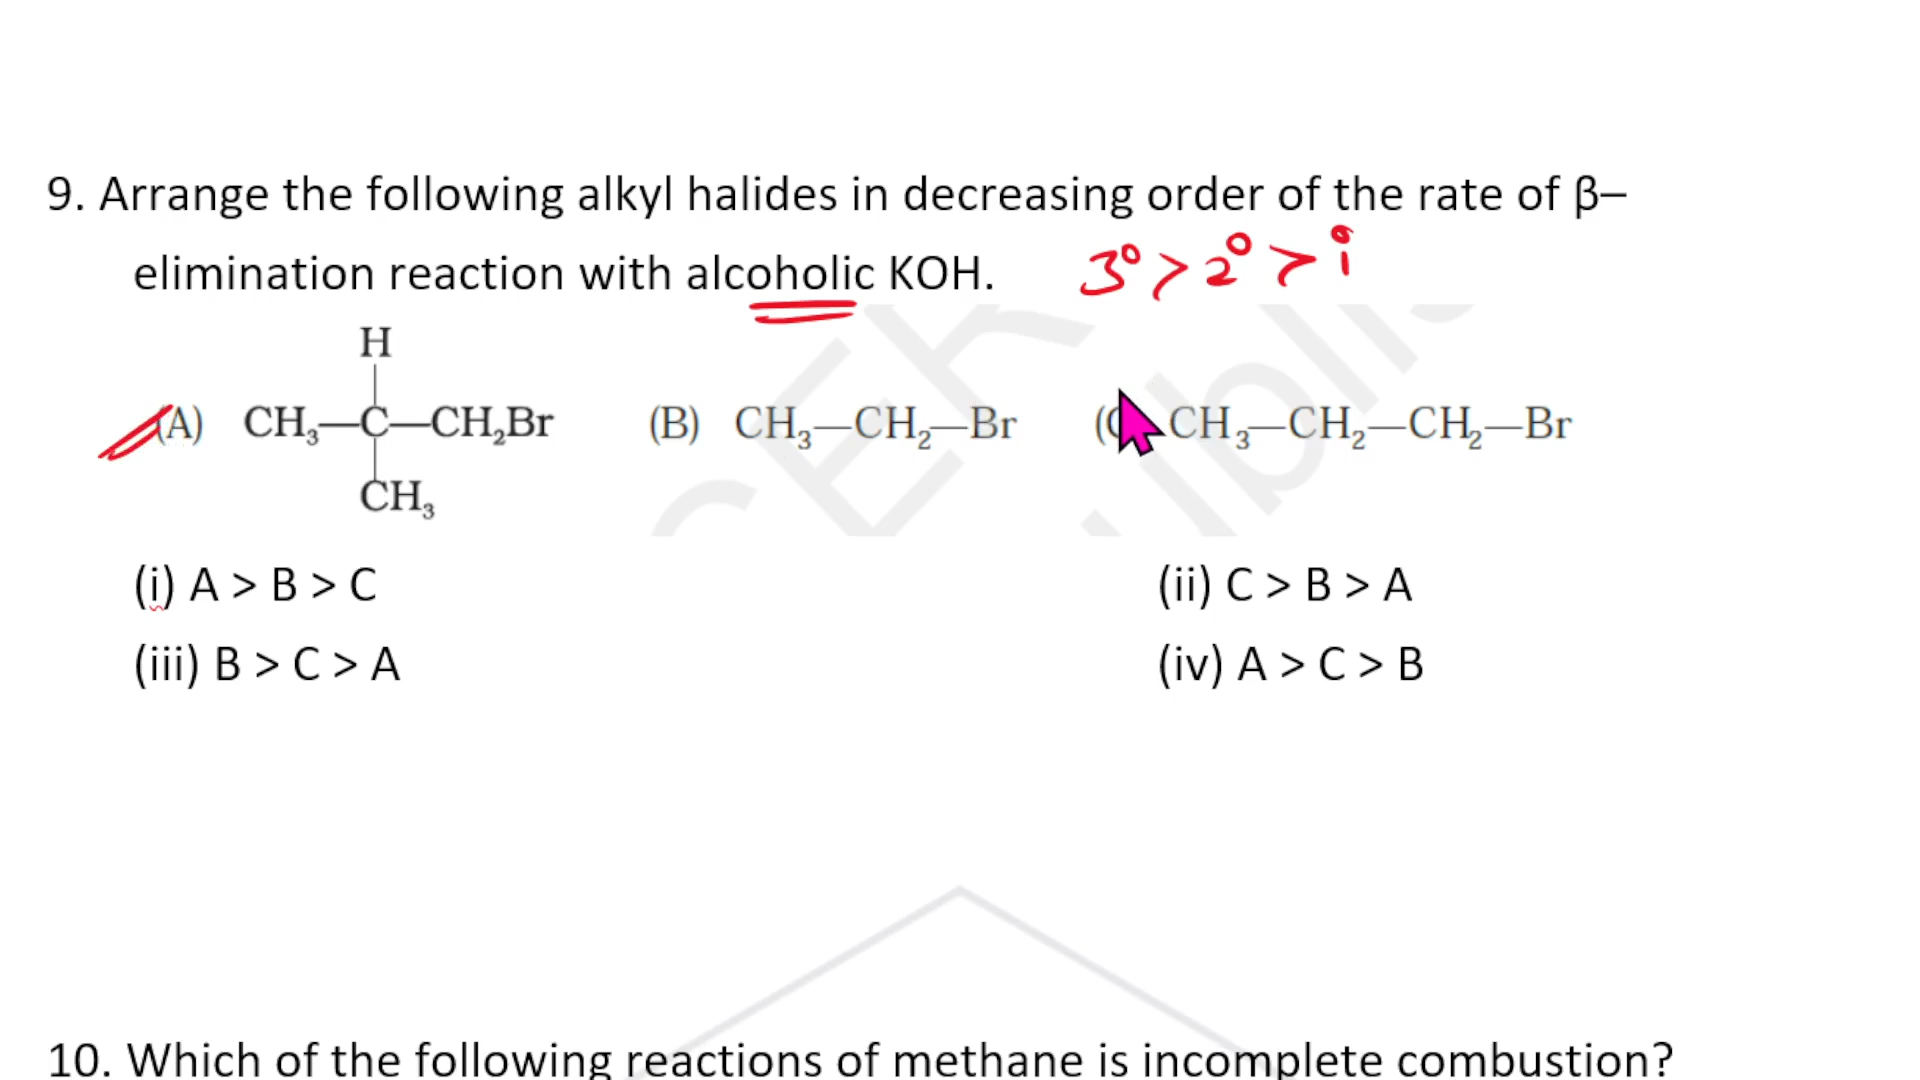 9. Arrange the following alkyl halides in decreasing order of the rate of β–
elimination reaction with alcoholic KOH. 3° > 2° > 1°
H
(A) CH₃—C—CH₂Br (B) CH₃—CH₂—Br CH₃—CH₂—CH₂—Br
CH₃
(i) A > B > C (ii) C > B > A
(iii) B > C > A (iv) A > C > B
10. Which of the following reactions of methane is incomplete combustion?